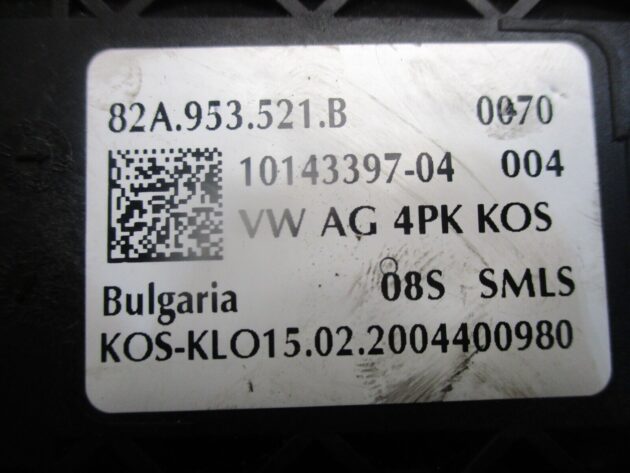 82A.953.521.B 0070
10143397-04 004
VW AG 4PK KOS
Bulgaria 08S SMLS
KOS-KLO15.02.2004400980